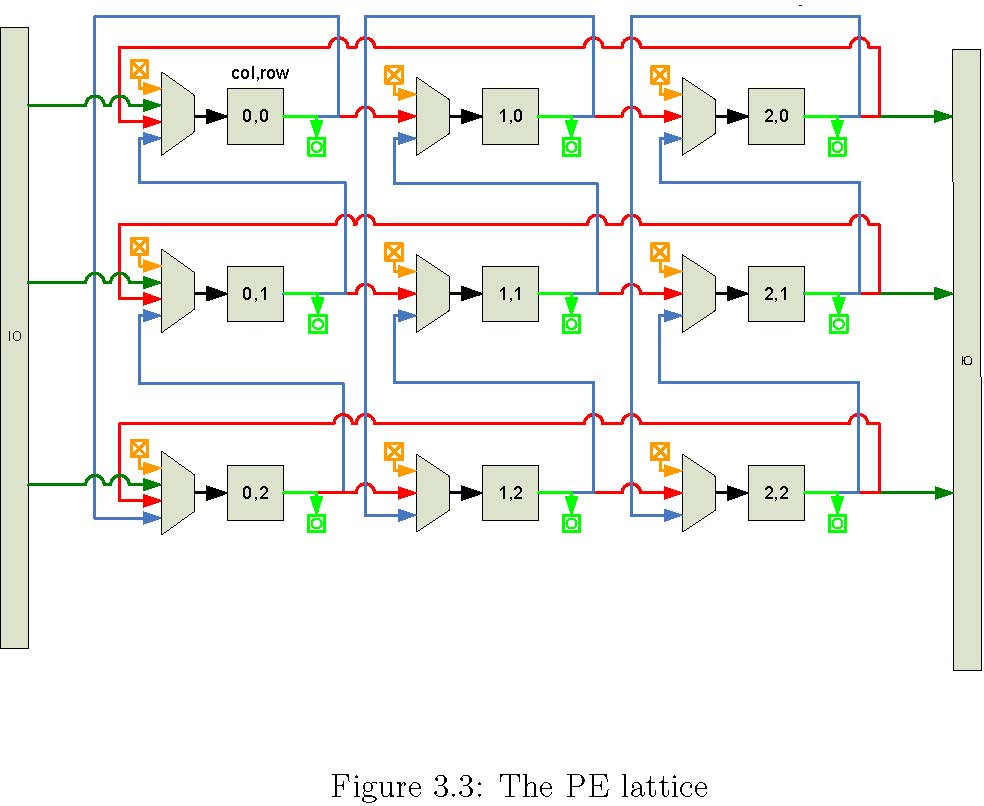 col,row
0,0
1,0
2,0
0,1
1,1
2,1
IO
IO
0,2
1,2
2,2
Figure 3.3: The PE lattice